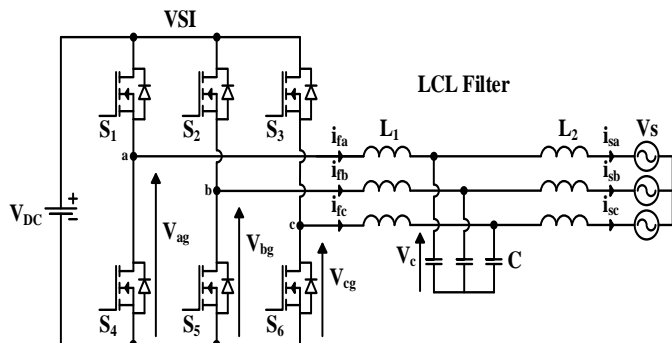 VSI
LCL Filter
S1 S2 S3
ifa L1 L2 isa Vs
a
ifb isb
b
ifc isc
c
VDC + -
Vag Vbg Vcg Vc C
S4 S5 S6